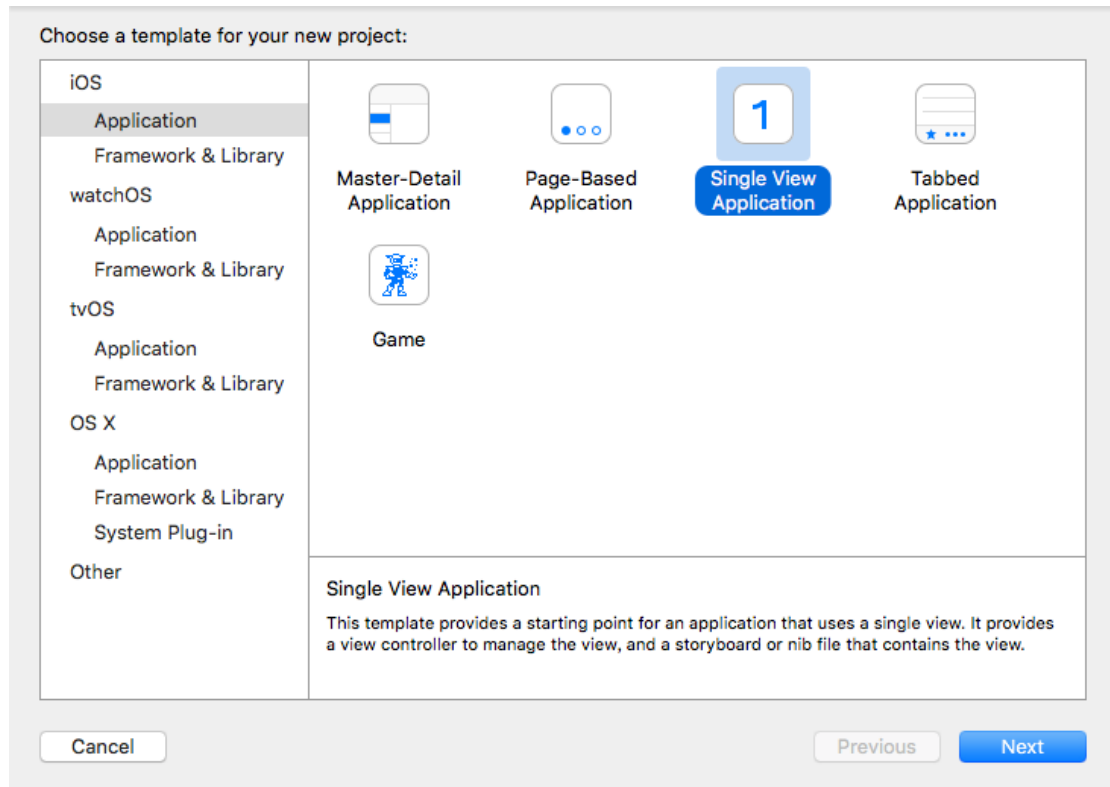 Choose a template for your new project:
iOS
Application
Framework & Library
watchOS
Application
Framework & Library
tvOS
Application
Framework & Library
OS X
Application
Framework & Library
System Plug-in
Other
Master-Detail
Application
Page-Based
Application
1
Single View
Application
Tabbed
Application
Game
Single View Application
This template provides a starting point for an application that uses a single view. It provides
a view controller to manage the view, and a storyboard or nib file that contains the view.
Cancel
Previous
Next